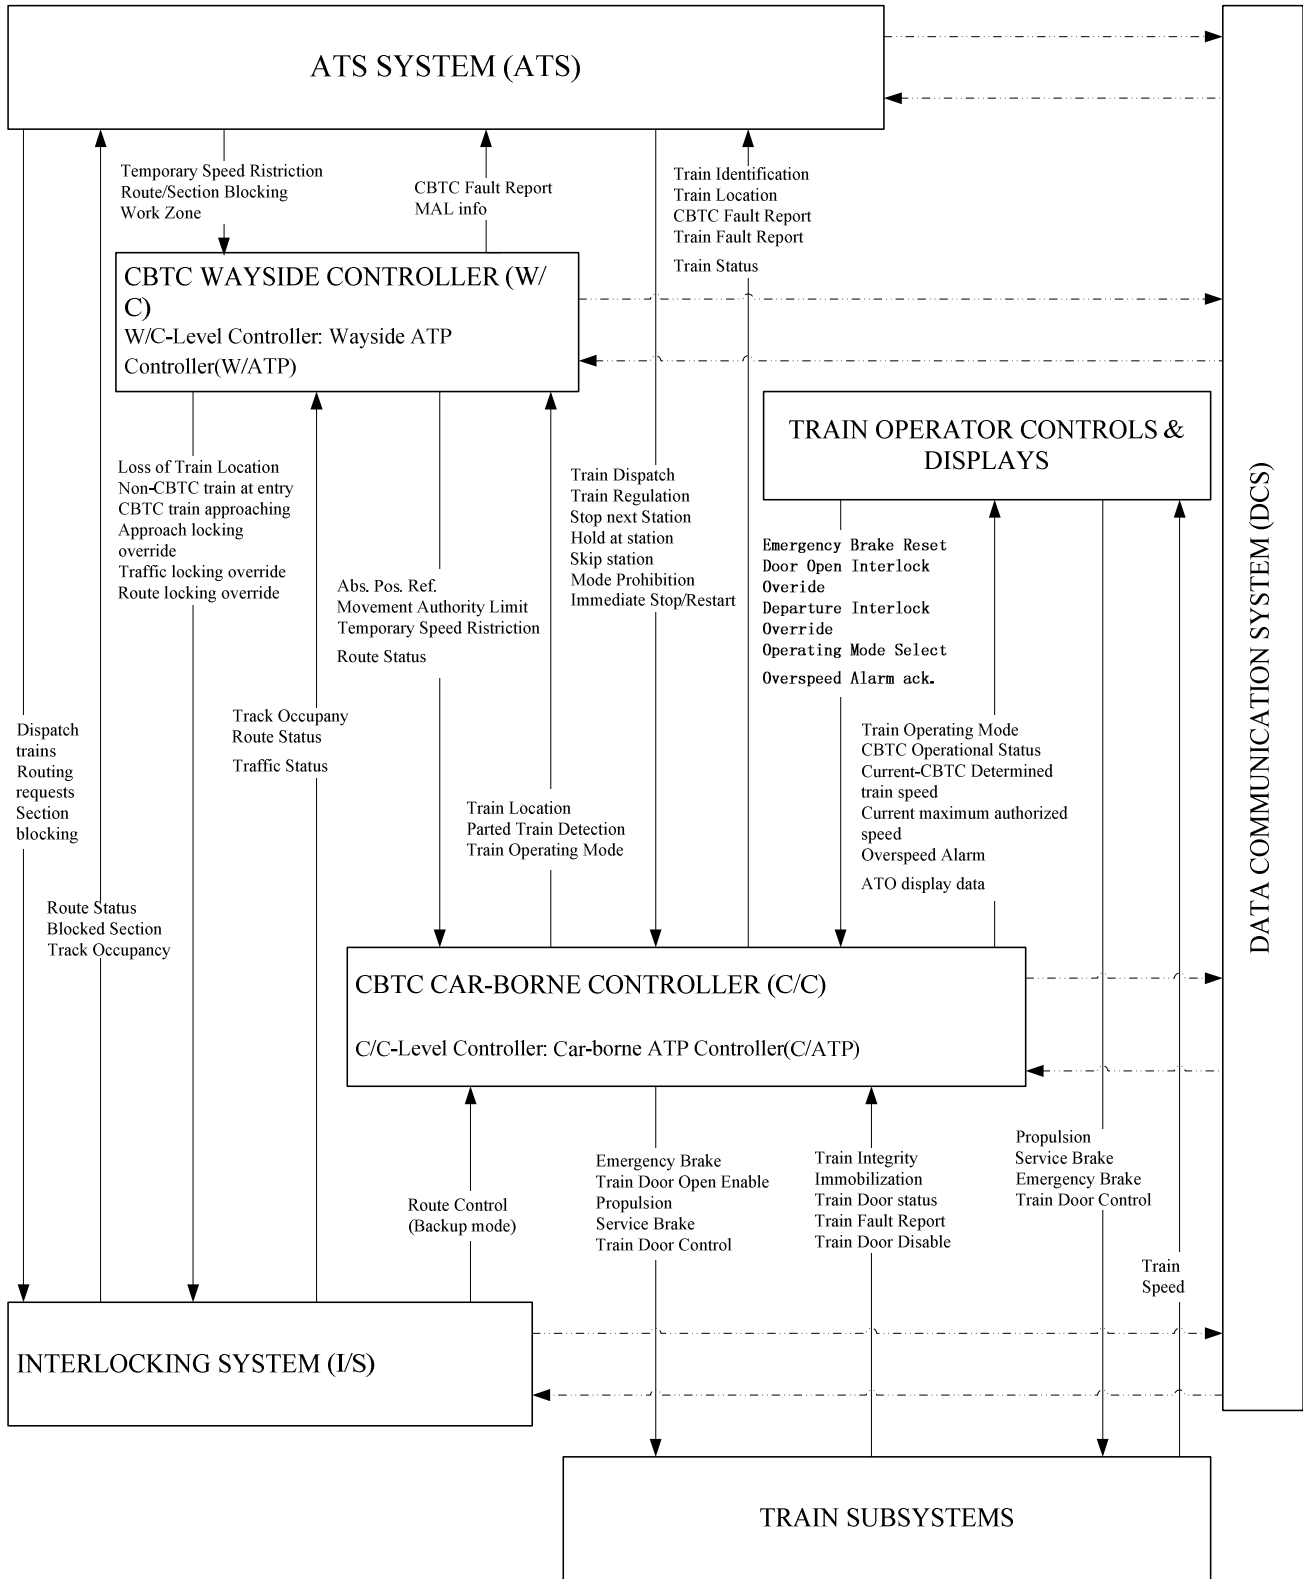 ATS SYSTEM (ATS)
Temporary Speed Ristriction
Route/Section Blocking
Work Zone
CBTC Fault Report
MAL info
Train Identification
Train Location
CBTC Fault Report
Train Fault Report
Train Status
CBTC WAYSIDE CONTROLLER (W/
C)
W/C-Level Controller: Wayside ATP
Controller(W/ATP)
TRAIN OPERATOR CONTROLS &
DISPLAYS
DATA COMMUNICATION SYSTEM (DCS)
Loss of Train Location
Non-CBTC train at entry
CBTC train approaching
Approach locking
override
Traffic locking override
Route locking override
Abs. Pos. Ref.
Movement Authority Limit
Temporary Speed Ristriction
Route Status
Train Dispatch
Train Regulation
Stop next Station
Hold at station
Skip station
Mode Prohibition
Immediate Stop/Restart
Emergency Brake Reset
Door Open Interlock
Overide
Departure Interlock
Override
Operating Mode Select
Overspeed Alarm ack.
Dispatch
trains
Routing
requests
Section
blocking
Track Occupany
Route Status
Traffic Status
Train Location
Parted Train Detection
Train Operating Mode
Train Operating Mode
CBTC Operational Status
Current-CBTC Determined
train speed
Current maximum authorized
speed
Overspeed Alarm
ATO display data
Route Status
Blocked Section
Track Occupancy
CBTC CAR-BORNE CONTROLLER (C/C)
C/C-Level Controller: Car-borne ATP Controller(C/ATP)
Route Control
(Backup mode)
Emergency Brake
Train Door Open Enable
Propulsion
Service Brake
Train Door Control
Train Integrity
Immobilization
Train Door status
Train Fault Report
Train Door Disable
Propulsion
Service Brake
Emergency Brake
Train Door Control
Train
Speed
INTERLOCKING SYSTEM (I/S)
TRAIN SUBSYSTEMS